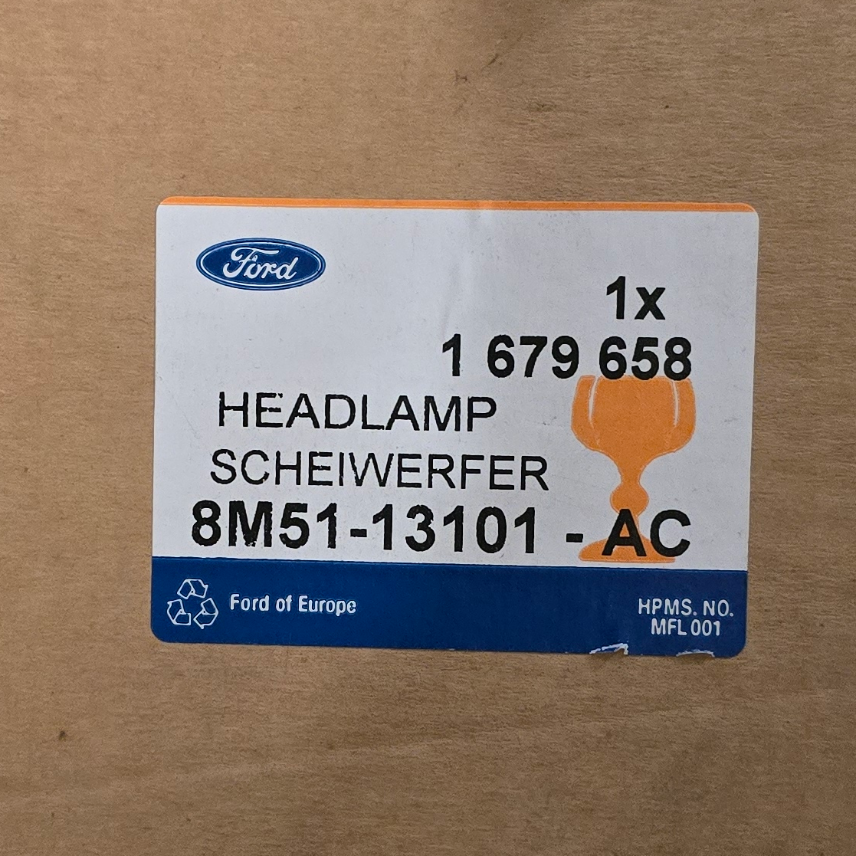 Ford
1x
1 679 658
HEADLAMP
SCHEIWERFER
8M51-13101 - AC
Ford of Europe
HPMS. NO.
MFL 001